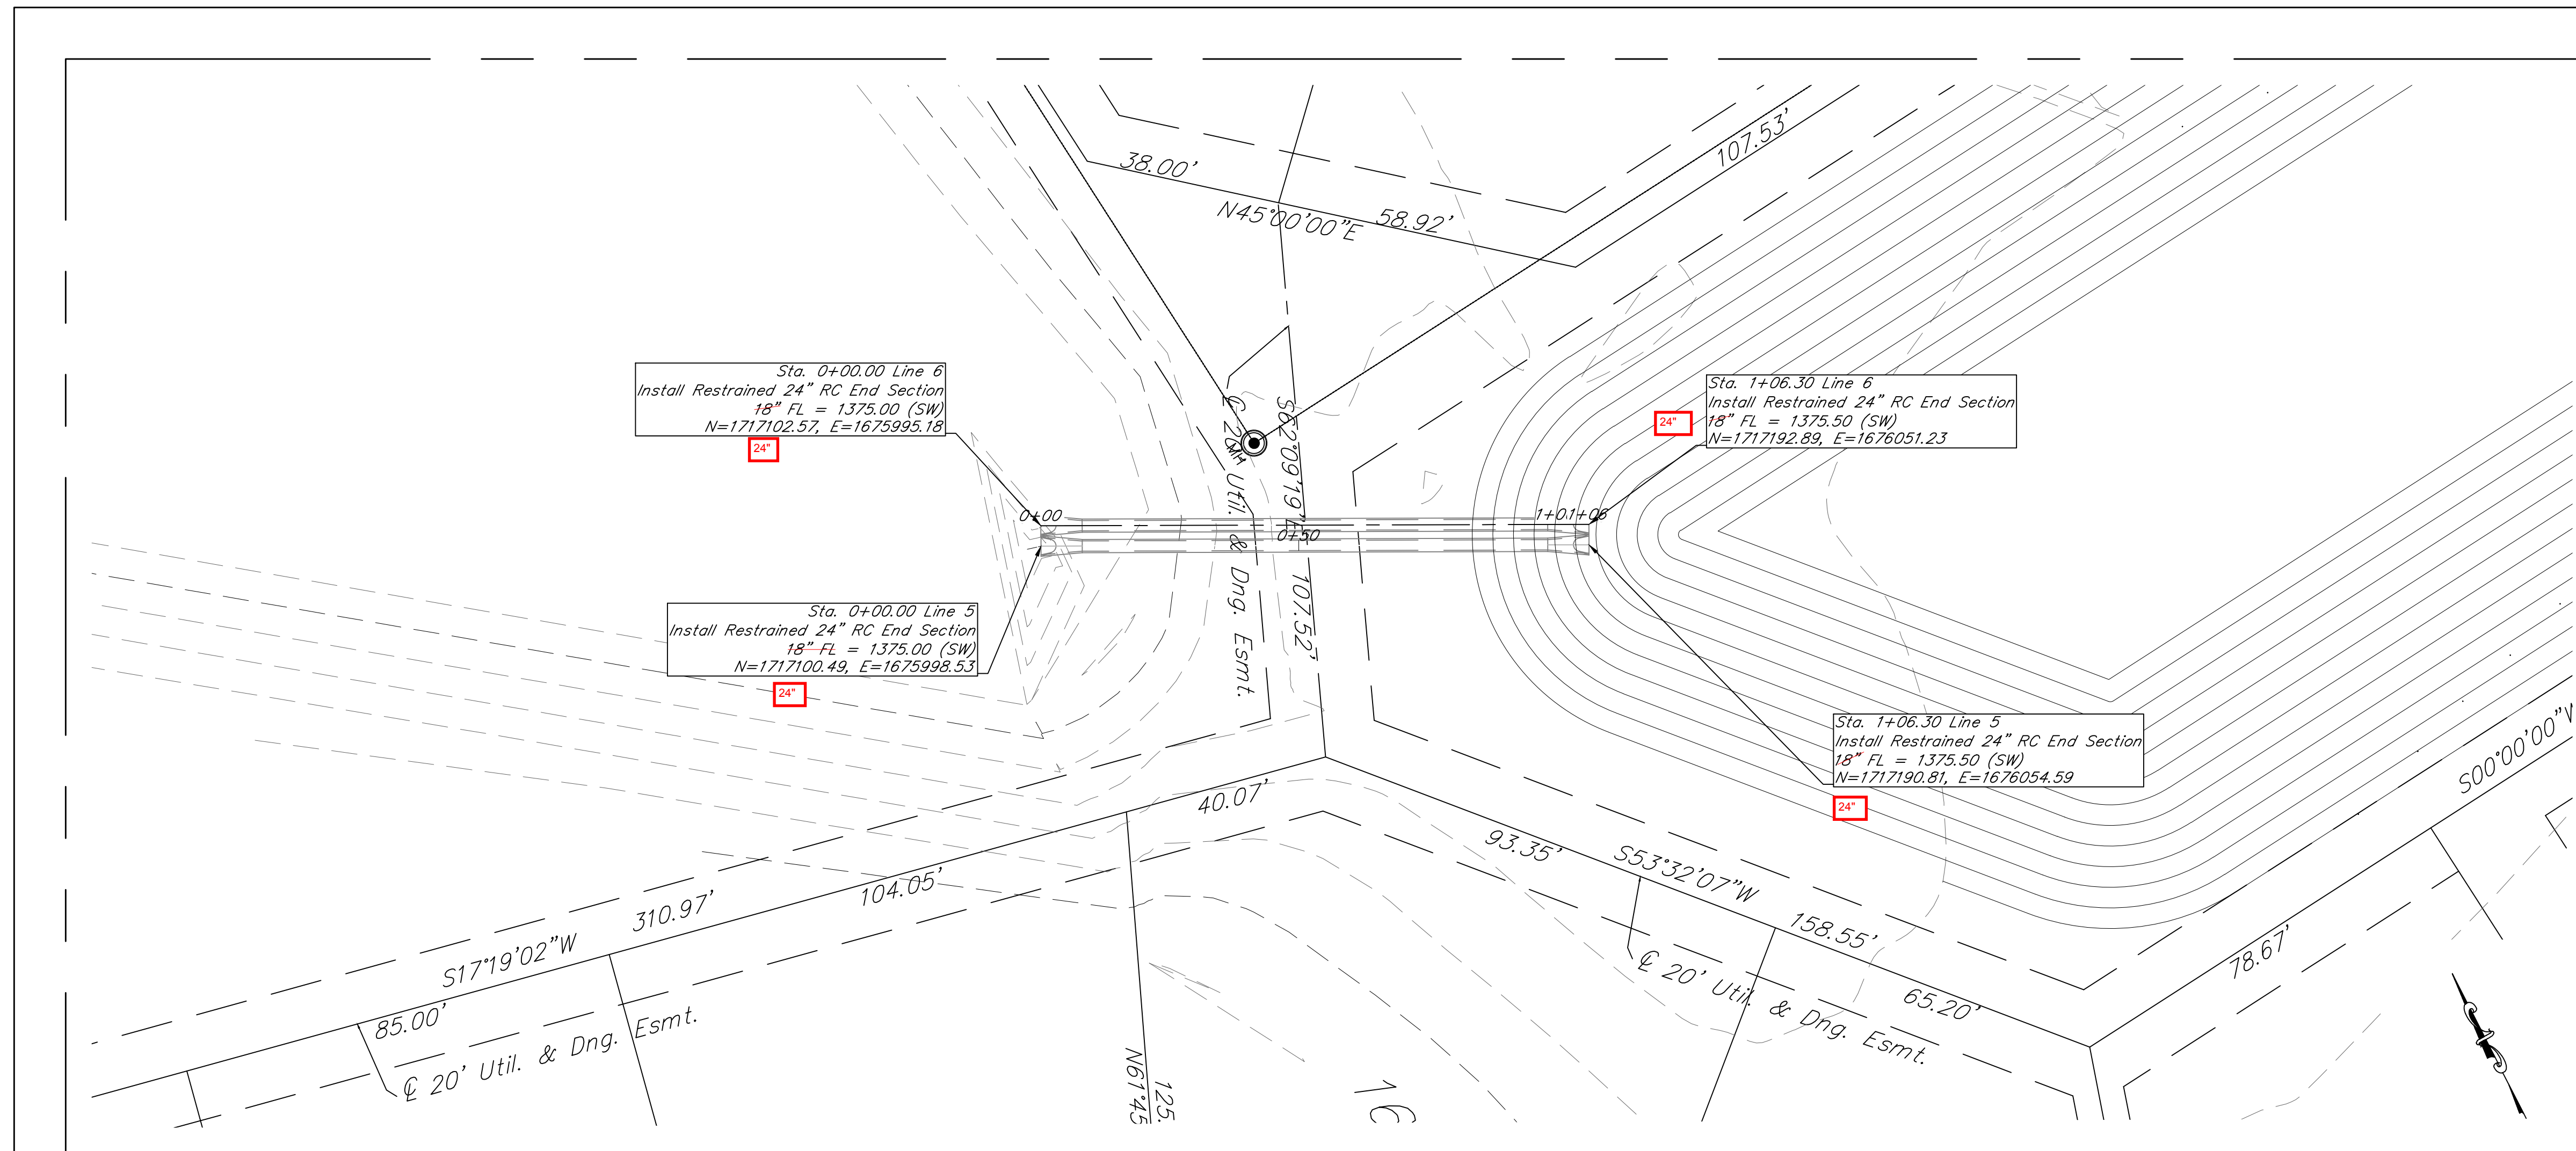 38.00'
N45°00'00"E
58.92'
107.53'
Sta. 0+00.00 Line 6
Install Restrained 24" RC End Section
18" FL = 1375.00 (SW)
N=1717102.57, E=1675995.18
24"
Sta. 1+06.30 Line 6
Install Restrained 24" RC End Section
18" FL = 1375.50 (SW)
N=1717192.89, E=1676051.23
24"
MH
℄ 20' Util. & Dng. Esmt.
S62°09'19"E
107.52'
0+00
0+50
1+01+06
Sta. 0+00.00 Line 5
Install Restrained 24" RC End Section
18" FL = 1375.00 (SW)
N=1717100.49, E=1675998.53
24"
Sta. 1+06.30 Line 5
Install Restrained 24" RC End Section
18" FL = 1375.50 (SW)
N=1717190.81, E=1676054.59
24"
S00°00'00"W
40.07'
93.35'
S53°32'07"W
158.55'
65.20'
78.67'
104.05'
310.97'
S17°19'02"W
85.00'
℄ 20' Util. & Dng. Esmt.
℄ 20' Util. & Dng. Esmt.
125.
N61°45
16